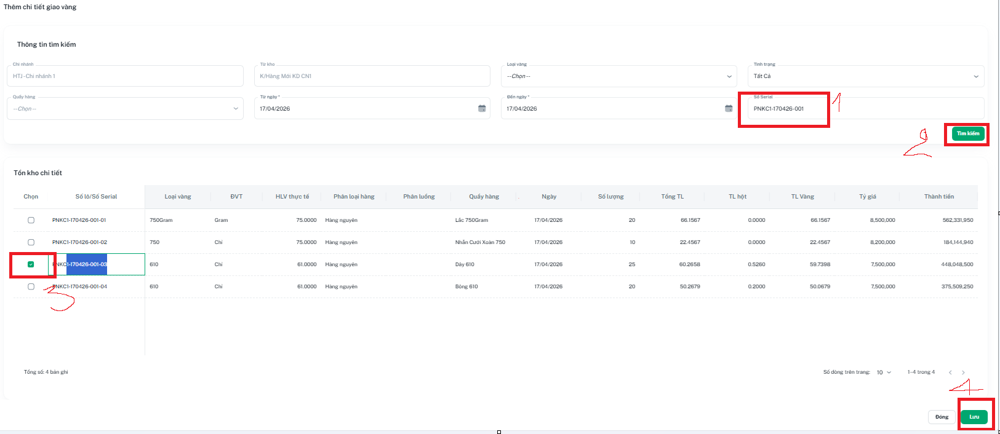 Thêm chi tiết giao vàng
Thông tin tìm kiếm
Chi nhánh Từ kho Loại vàng Tình trạng
HTJ - Chi nhánh 1 K/Hàng Mới KD CN1 -- Chọn -- Tất Cả
Quầy hàng Từ ngày * Đến ngày * Số Serial
-- Chọn -- 17/04/2026 17/04/2026 PNKC1-170426-001 1
2 Tìm kiếm
Tồn kho chi tiết
Chọn Số lô/Số Serial Loại vàng ĐVT HLV thực tế Phân loại hàng Phân luồng Quầy hàng Ngày Số lượng Tổng TL TL hột TL Vàng Tỷ giá Thành tiền
PNKC1-170426-001-01 750Gram Gram 75.0000 Hàng nguyên Lắc 750Gram 17/04/2026 20 66.1567 0.0000 66.1567 8,500,000 562,331,950
PNKC1-170426-001-02 750 Chỉ 75.0000 Hàng nguyên Nhẫn Cưới Xoàn 750 17/04/2026 10 22.4567 0.0000 22.4567 8,200,000 184,144,940
PNKC1-170426-001-03 610 Chỉ 61.0000 Hàng nguyên Dây 610 17/04/2026 25 60.2658 0.5260 59.7398 7,500,000 448,048,500
PNKC1-170426-001-04 610 Chỉ 61.0000 Hàng nguyên Bông 610 17/04/2026 20 50.2679 0.2000 50.0679 7,500,000 375,509,250
3
Tổng số: 4 bản ghi Số dòng trên trang: 10 1–4 trong 4
4
Đóng Lưu